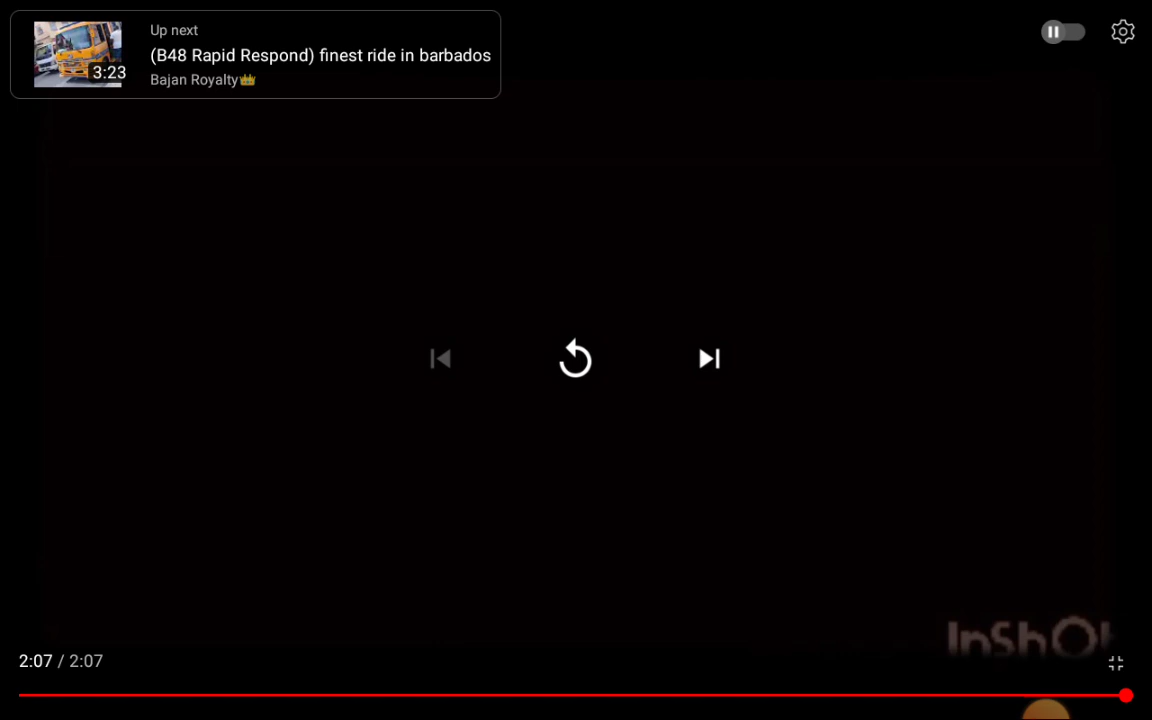 Up next
(B48 Rapid Respond) finest ride in barbados
3:23
Bajan Royalty👑
InShOt
2:07 / 2:07